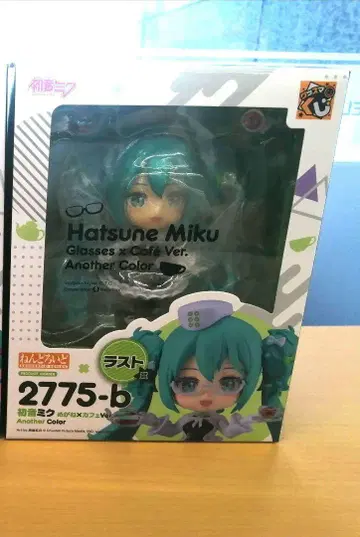 初音ミク
Hatsune Miku
Glasses x Café Ver.
Another Color
ラスト賞
ねんどろいど
2775-b
初音ミク めがね×カフェVer.
Another Color